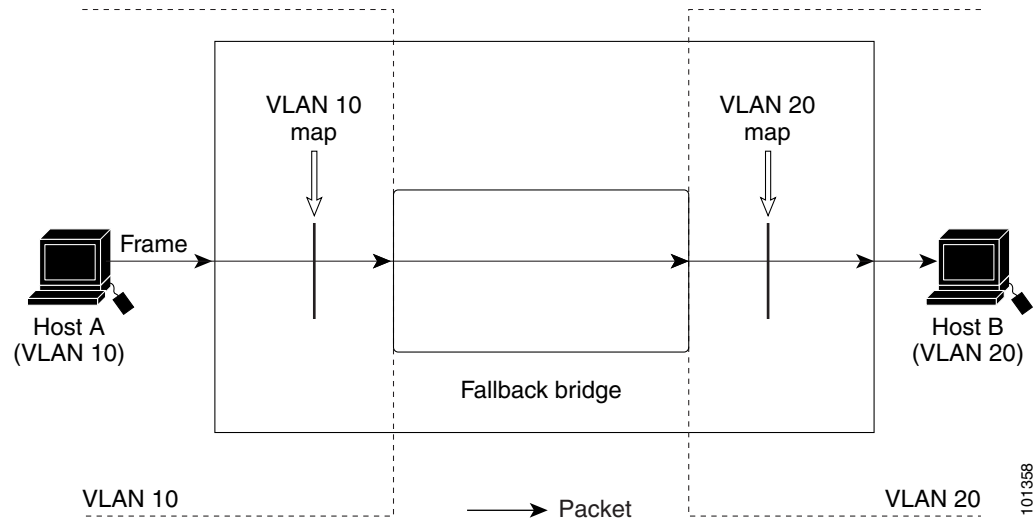 VLAN 10
map
VLAN 20
map
Frame
Host A
(VLAN 10)
Host B
(VLAN 20)
Fallback bridge
VLAN 10
Packet
VLAN 20
101358